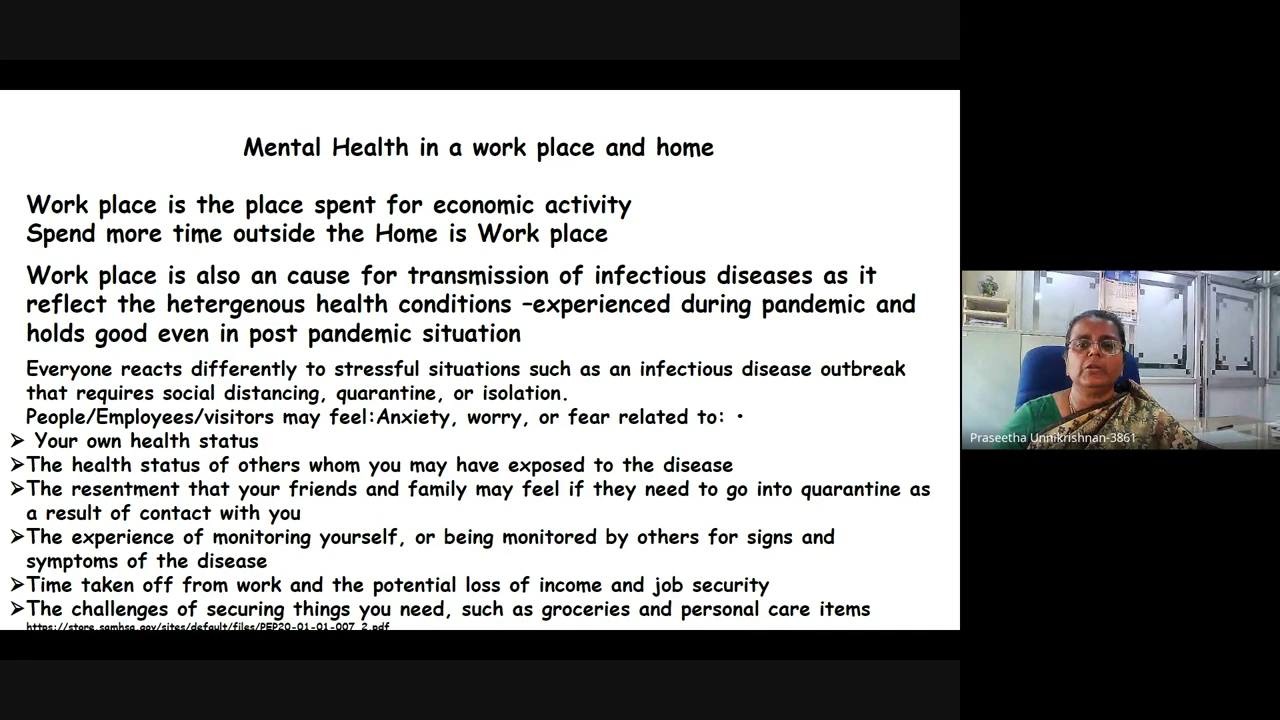 Mental Health in a work place and home
Work place is the place spent for economic activity
Spend more time outside the Home is Work place
Work place is also an cause for transmission of infectious diseases as it
reflect the hetergenous health conditions –experienced during pandemic and
holds good even in post pandemic situation
Everyone reacts differently to stressful situations such as an infectious disease outbreak
that requires social distancing, quarantine, or isolation.
People/Employees/visitors may feel:Anxiety, worry, or fear related to: •
➢ Your own health status
➢The health status of others whom you may have exposed to the disease
➢The resentment that your friends and family may feel if they need to go into quarantine as
a result of contact with you
➢The experience of monitoring yourself, or being monitored by others for signs and
symptoms of the disease
➢Time taken off from work and the potential loss of income and job security
➢The challenges of securing things you need, such as groceries and personal care items
https://store.samhsa.gov/sites/default/files/PEP20-01-01-007_2.pdf
Praseetha Unnikrishnan-3861